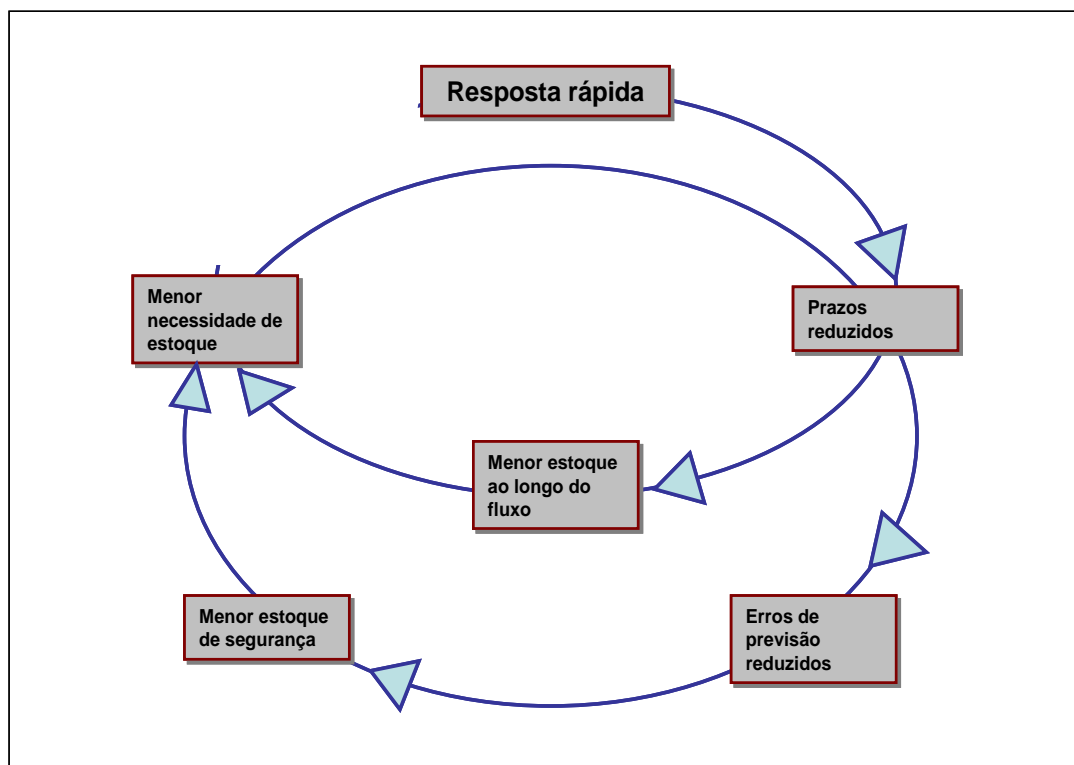 Resposta rápida
Menor
necessidade de
estoque
Prazos
reduzidos
Menor estoque
ao longo do
fluxo
Menor estoque
de segurança
Erros de
previsão
reduzidos